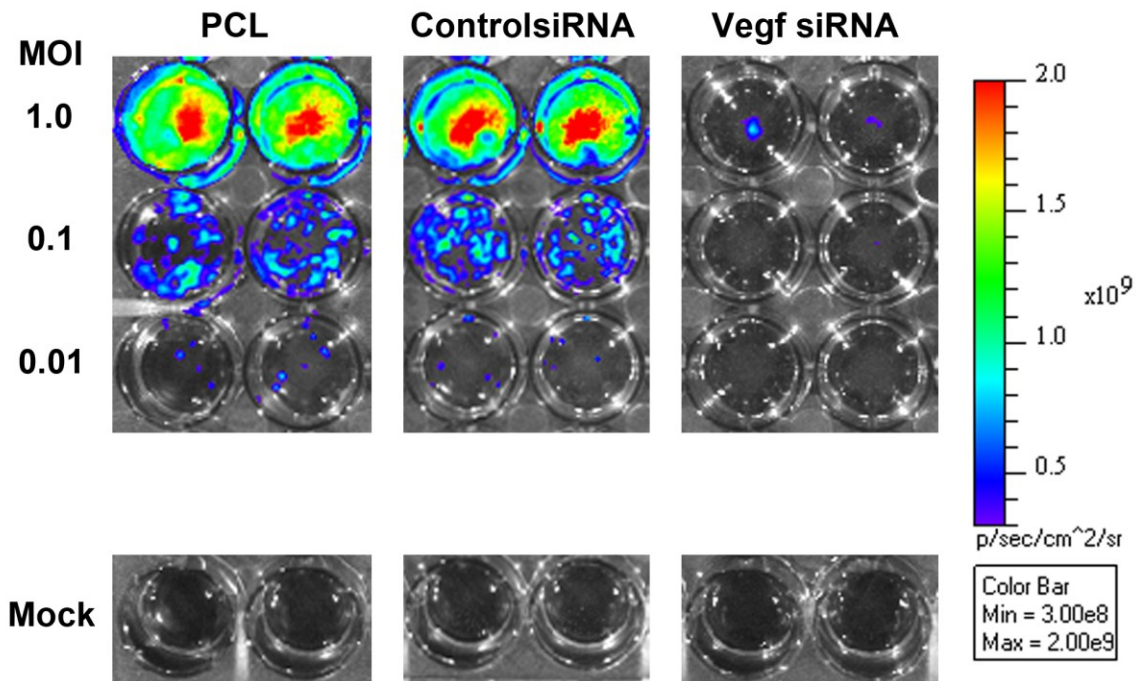 PCL
ControlsiRNA
Vegf siRNA
MOI
1.0
0.1
0.01
Mock
2.0
1.5
x10^9
1.0
0.5
p/sec/cm^2/sr
Color Bar
Min = 3.00e8
Max = 2.00e9